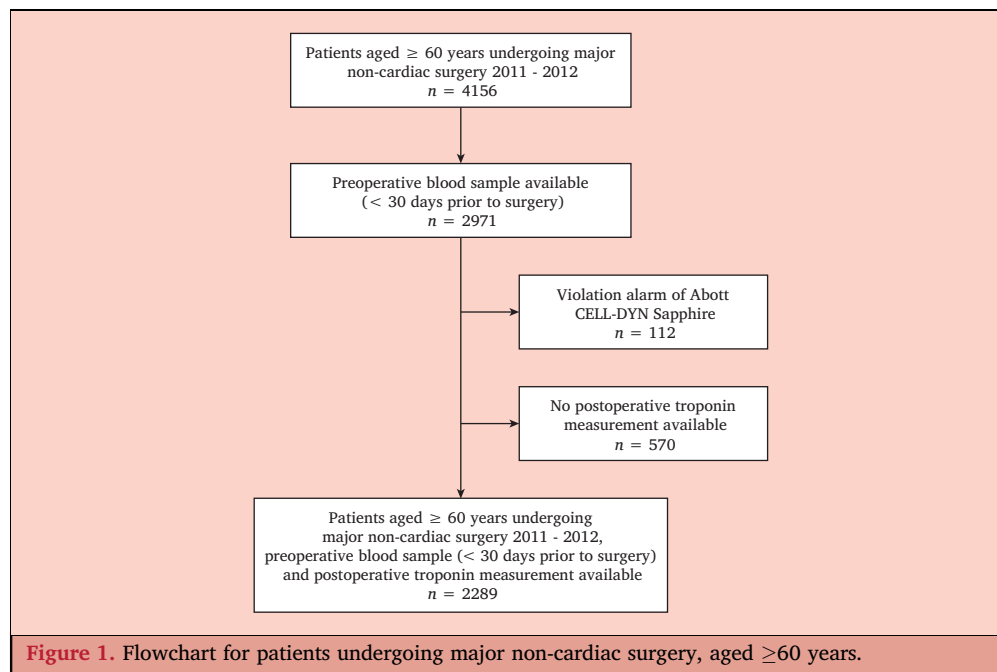 Patients aged ≥ 60 years undergoing major
non-cardiac surgery 2011 - 2012
n = 4156
Preoperative blood sample available
(< 30 days prior to surgery)
n = 2971
Violation alarm of Abott
CELL-DYN Sapphire
n = 112
No postoperative troponin
measurement available
n = 570
Patients aged ≥ 60 years undergoing
major non-cardiac surgery 2011 - 2012,
preoperative blood sample (< 30 days prior to surgery)
and postoperative troponin measurement available
n = 2289
Figure 1. Flowchart for patients undergoing major non-cardiac surgery, aged ≥60 years.